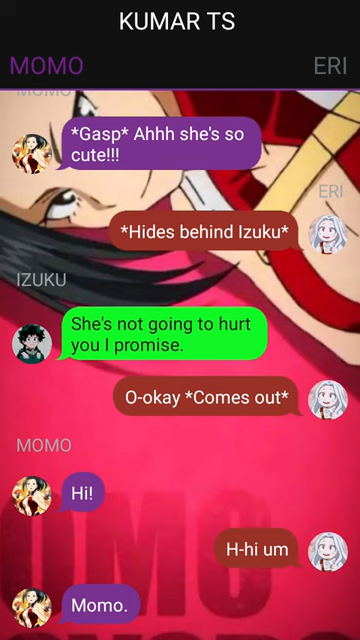 KUMAR TS
MOMO
ERI
MOMO
*Gasp* Ahhh she's so
cute!!!
ERI
*Hides behind Izuku*
IZUKU
She's not going to hurt
you I promise.
O-okay *Comes out*
MOMO
Hi!
H-hi um
Momo.